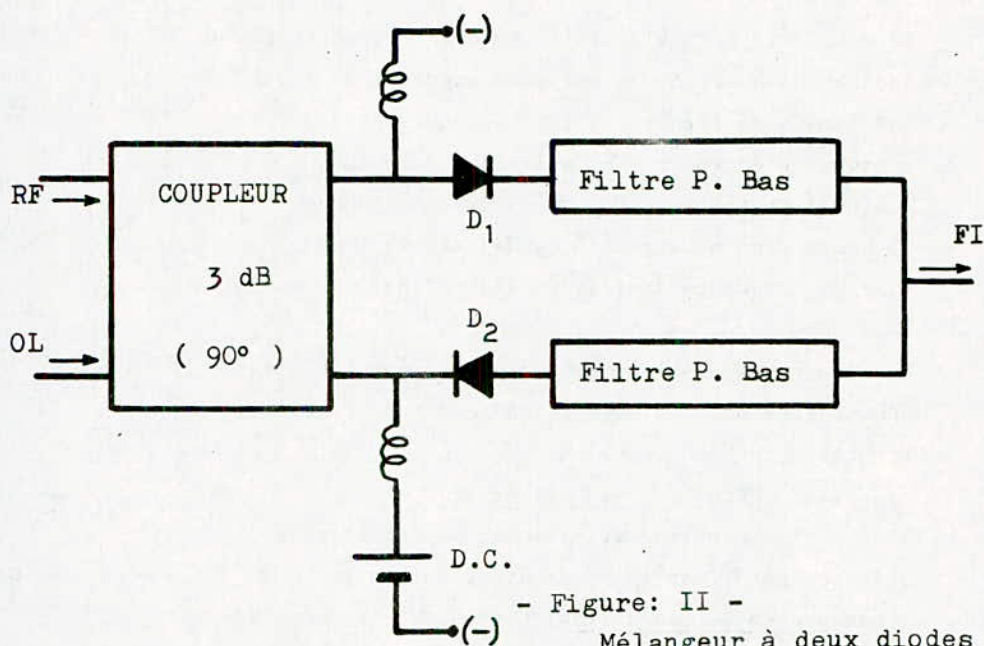 (-)
RF
COUPLEUR
3 dB
( 90° )
OL
D1
Filtre P. Bas
FI
D2
Filtre P. Bas
D.C.
(-)
- Figure: II -
Mélangeur à deux diodes